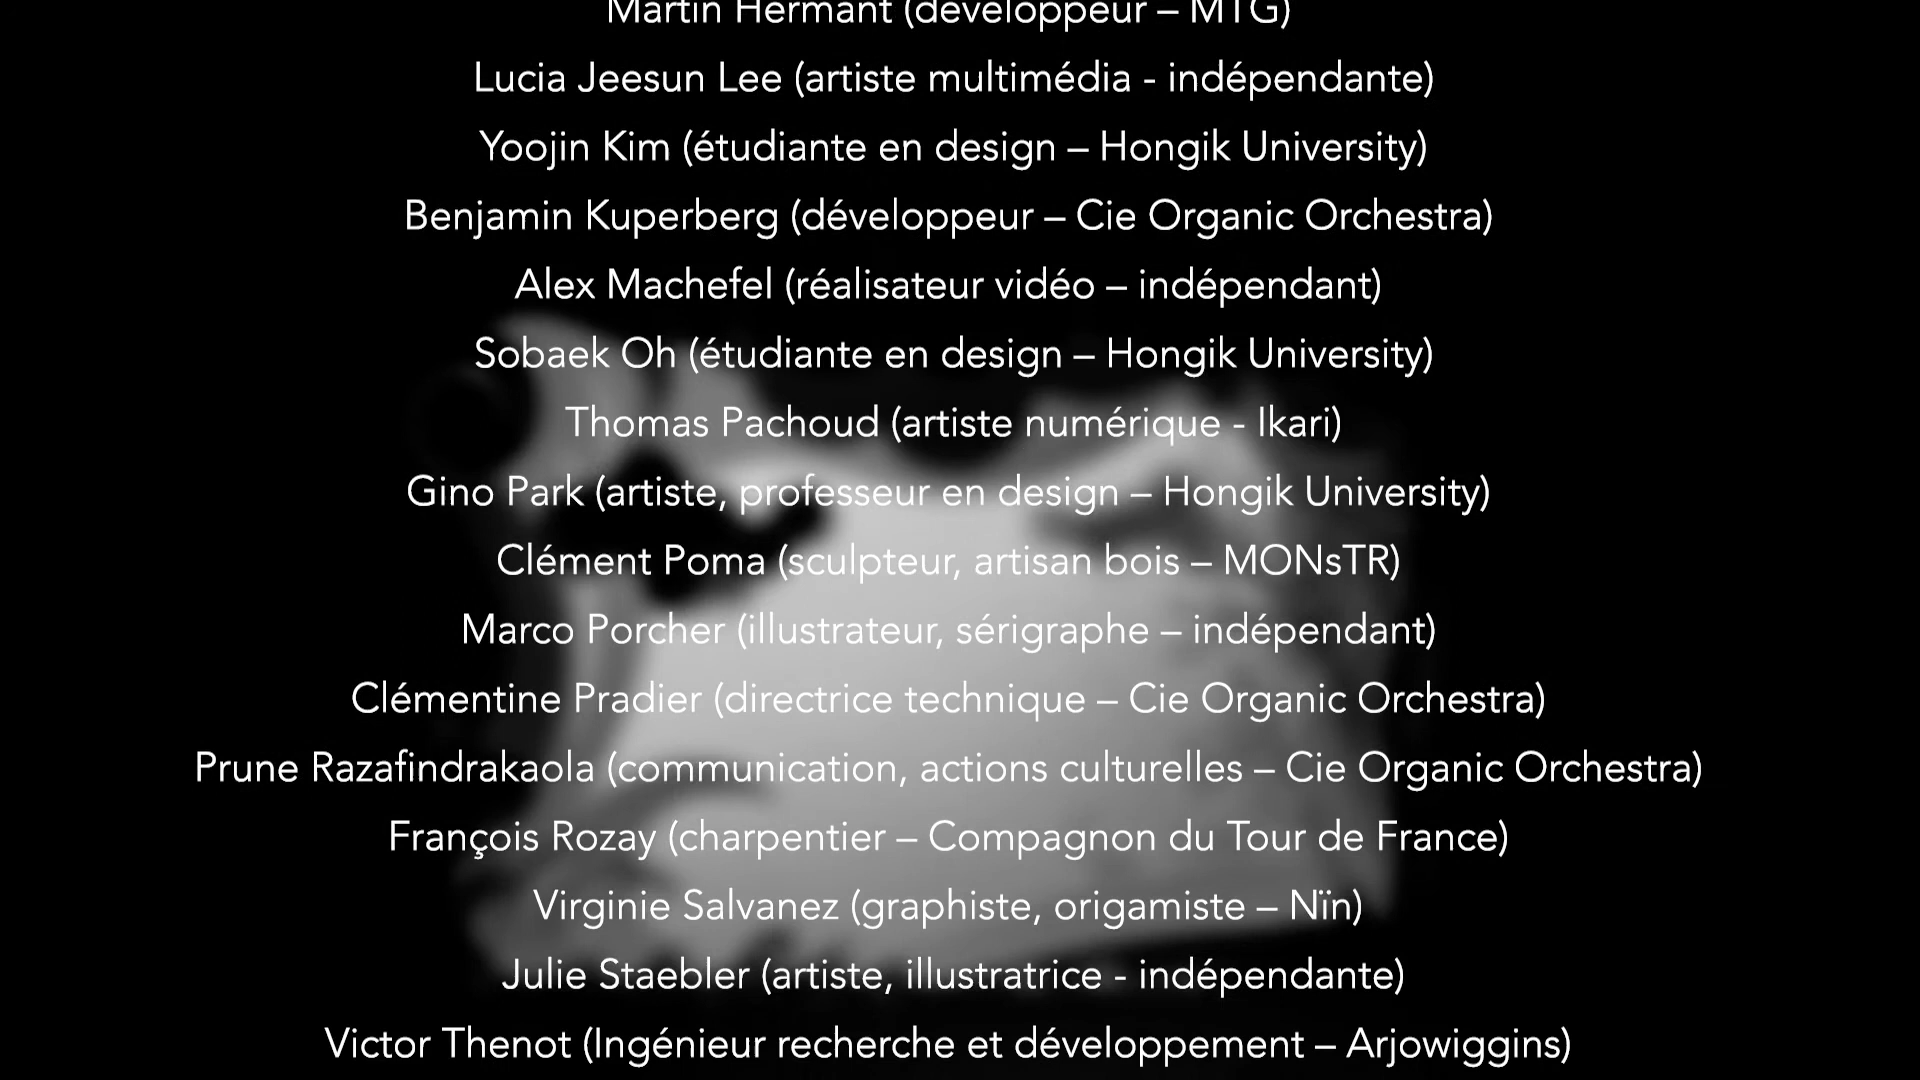 Martin Hermant (développeur – MTG)
Lucia Jeesun Lee (artiste multimédia - indépendante)
Yoojin Kim (étudiante en design – Hongik University)
Benjamin Kuperberg (développeur – Cie Organic Orchestra)
Alex Machefel (réalisateur vidéo – indépendant)
Sobaek Oh (étudiante en design – Hongik University)
Thomas Pachoud (artiste numérique - Ikari)
Gino Park (artiste, professeur en design – Hongik University)
Clément Poma (sculpteur, artisan bois – MONsTR)
Marco Porcher (illustrateur, sérigraphe – indépendant)
Clémentine Pradier (directrice technique – Cie Organic Orchestra)
Prune Razafindrakaola (communication, actions culturelles – Cie Organic Orchestra)
François Rozay (charpentier – Compagnon du Tour de France)
Virginie Salvanez (graphiste, origamiste – Nïn)
Julie Staebler (artiste, illustratrice - indépendante)
Victor Thenot (Ingénieur recherche et développement – Arjowiggins)